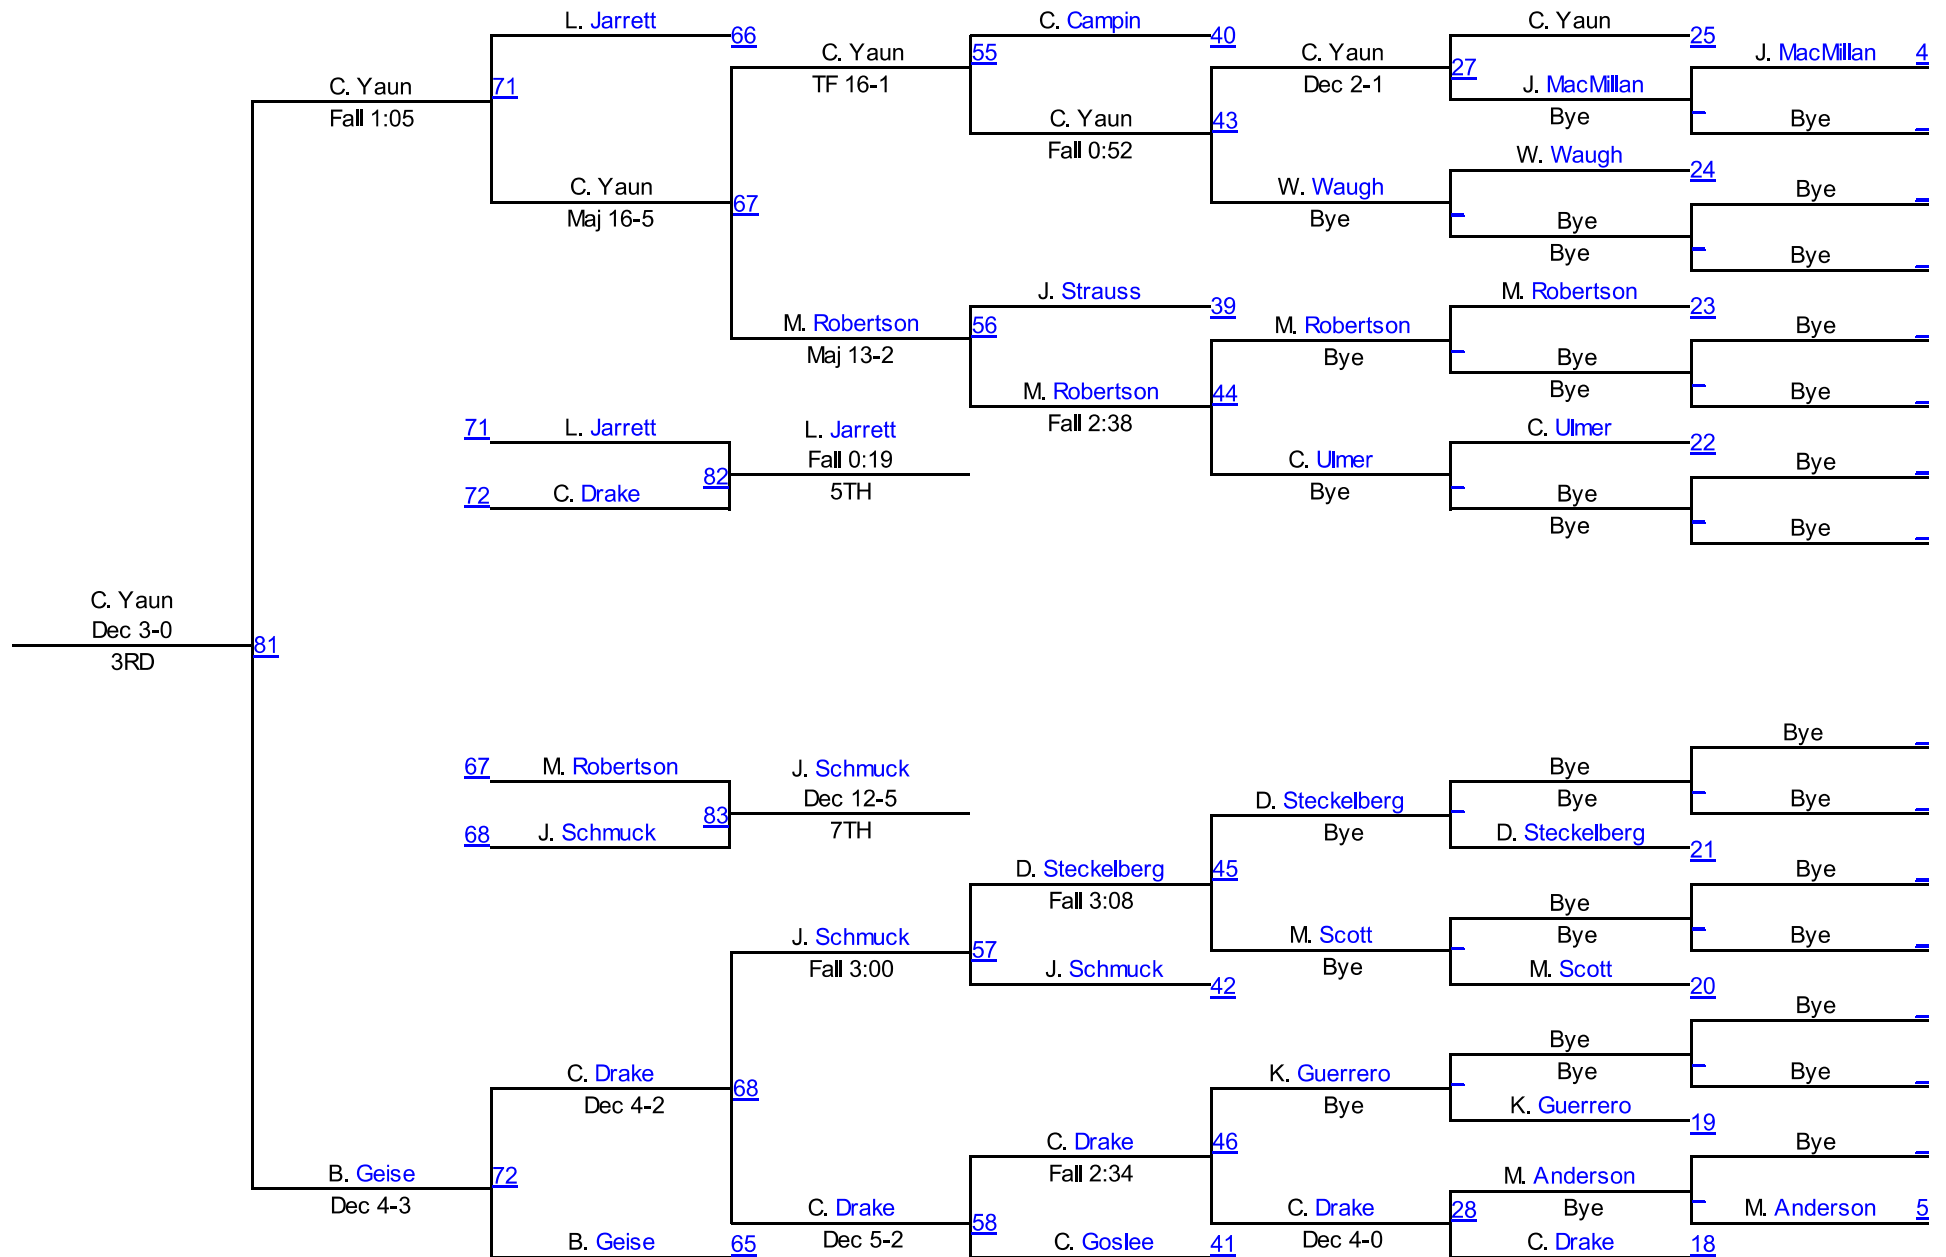 L. Jarrett
66
C. Campin
40
C. Yaun
25
C. Yaun
TF 16-1
55
C. Yaun
Dec 2-1
27
J. MacMillan
4
C. Yaun
Fall 1:05
71
J. MacMillan
Bye
C. Yaun
Fall 0:52
43
Bye
W. Waugh
24
C. Yaun
Maj 16-5
67
W. Waugh
Bye
Bye
Bye
Bye
Bye
J. Strauss
39
M. Robertson
23
M. Robertson
Maj 13-2
56
M. Robertson
Bye
Bye
Bye
Bye
M. Robertson
Fall 2:38
44
Bye
71
L. Jarrett
L. Jarrett
Fall 0:19
5TH
82
72
C. Drake
C. Ulmer
22
C. Ulmer
Bye
Bye
Bye
Bye
Bye
C. Yaun
Dec 3-0
3RD
81
67
M. Robertson
J. Schmuck
Dec 12-5
7TH
83
68
J. Schmuck
Bye
Bye
Bye
Bye
D. Steckelberg
Bye
D. Steckelberg
21
D. Steckelberg
Fall 3:08
45
Bye
J. Schmuck
Fall 3:00
57
M. Scott
Bye
Bye
Bye
Bye
J. Schmuck
42
M. Scott
20
Bye
C. Drake
Dec 4-2
68
K. Guerrero
Bye
Bye
Bye
Bye
K. Guerrero
19
C. Drake
Fall 2:34
46
Bye
B. Geise
Dec 4-3
72
M. Anderson
Bye
M. Anderson
5
C. Drake
Dec 5-2
58
C. Drake
Dec 4-0
28
B. Geise
65
C. Goslee
41
C. Drake
18